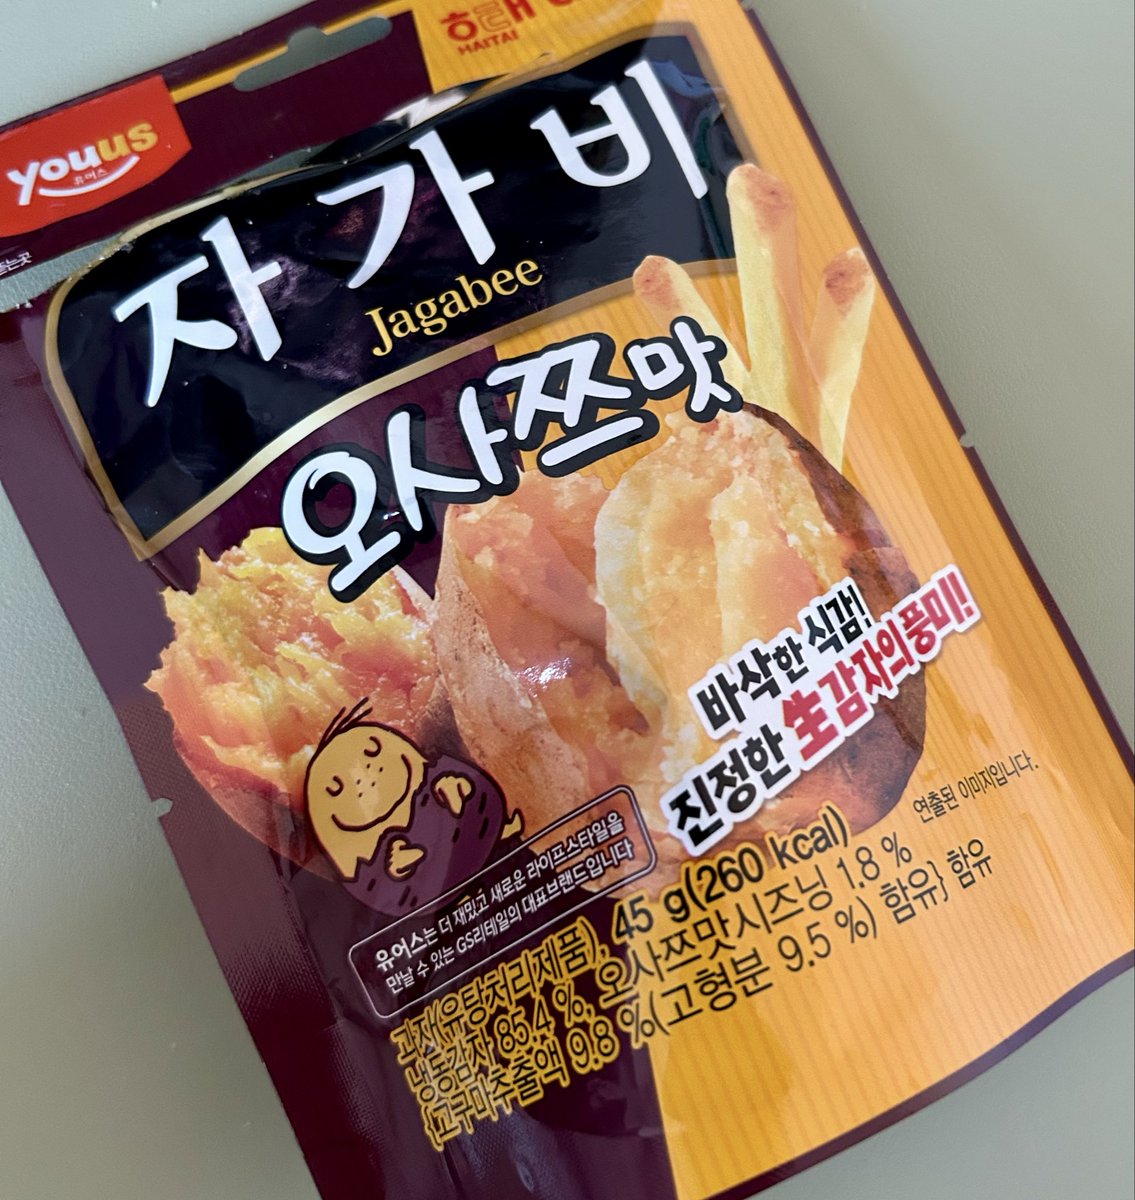 해태
HAITAI
youus
유어스
뜯는곳
자가비
Jagabee
오사쯔맛
바삭한 식감!
진정한 生감자의 풍미!
연출된 이미지입니다.
유어스는 더 재밌고 새로운 라이프스타일을
만날 수 있는 GS리테일의 대표브랜드입니다
과자(유탕처리제품), 45 g(260 kcal)
냉동감자 85.4 %, 오사쯔맛시즈닝 1.8 %
{고구마추출액 9.8 %(고형분 9.5 %) 함유} 함유